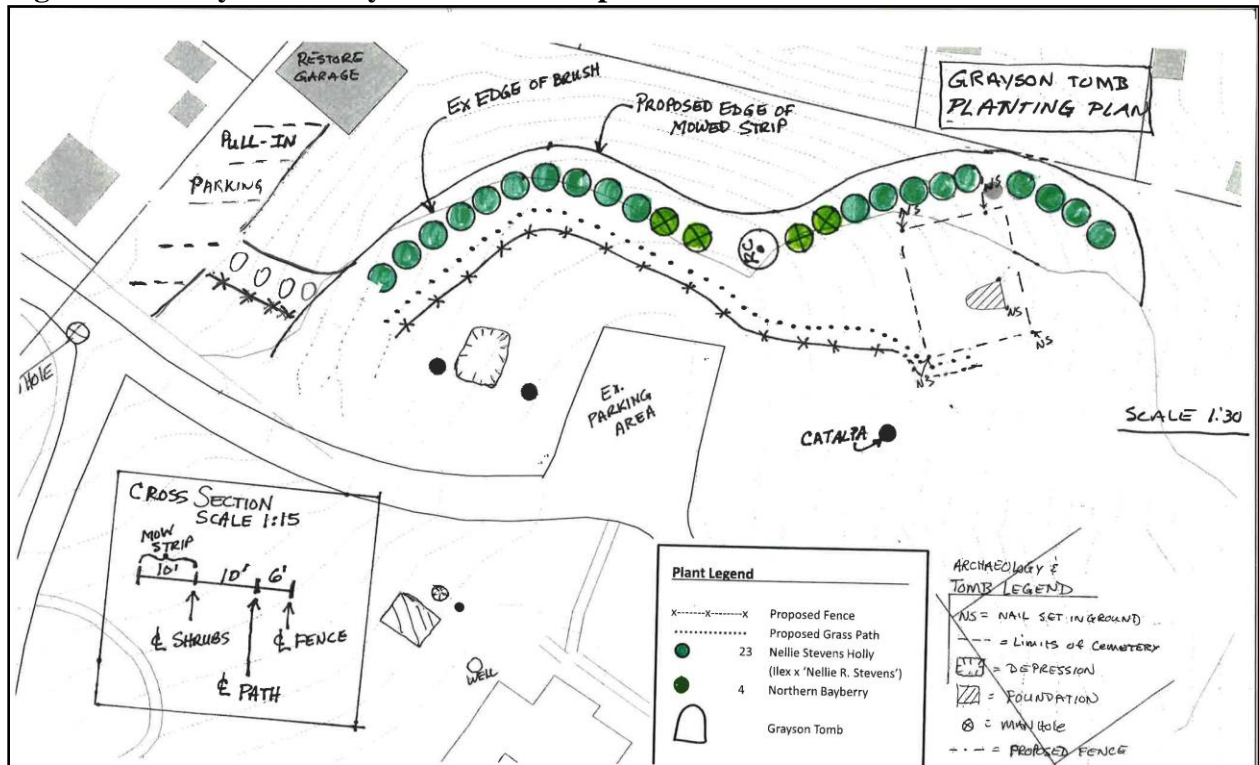 RESTORE
GARAGE
EX EDGE OF BRUSH
PROPOSED EDGE OF
MOWED STRIP
GRAYSON TOMB
PLANTING PLAN
PULL-IN
PARKING
NS
NS
NS
NS
NS
EX.
PARKING
AREA
CATALPA
SCALE 1:30
HOLE
CROSS SECTION
SCALE 1:15
MOW
STRIP
10' 10' 6'
℄ SHRUBS
℄ FENCE
℄ PATH
WELL
Plant Legend
x-------x-------x Proposed Fence
Proposed Grass Path
23 Nellie Stevens Holly
(Ilex x 'Nellie R. Stevens')
4 Northern Bayberry
Grayson Tomb
ARCHAEOLOGY &
TOMB LEGEND
NS = NAIL SET IN GROUND
---- = LIMITS OF CEMETERY
= DEPRESSION
= FOUNDATION
⊗ = MANHOLE
-·-- = PROPOSED FENCE